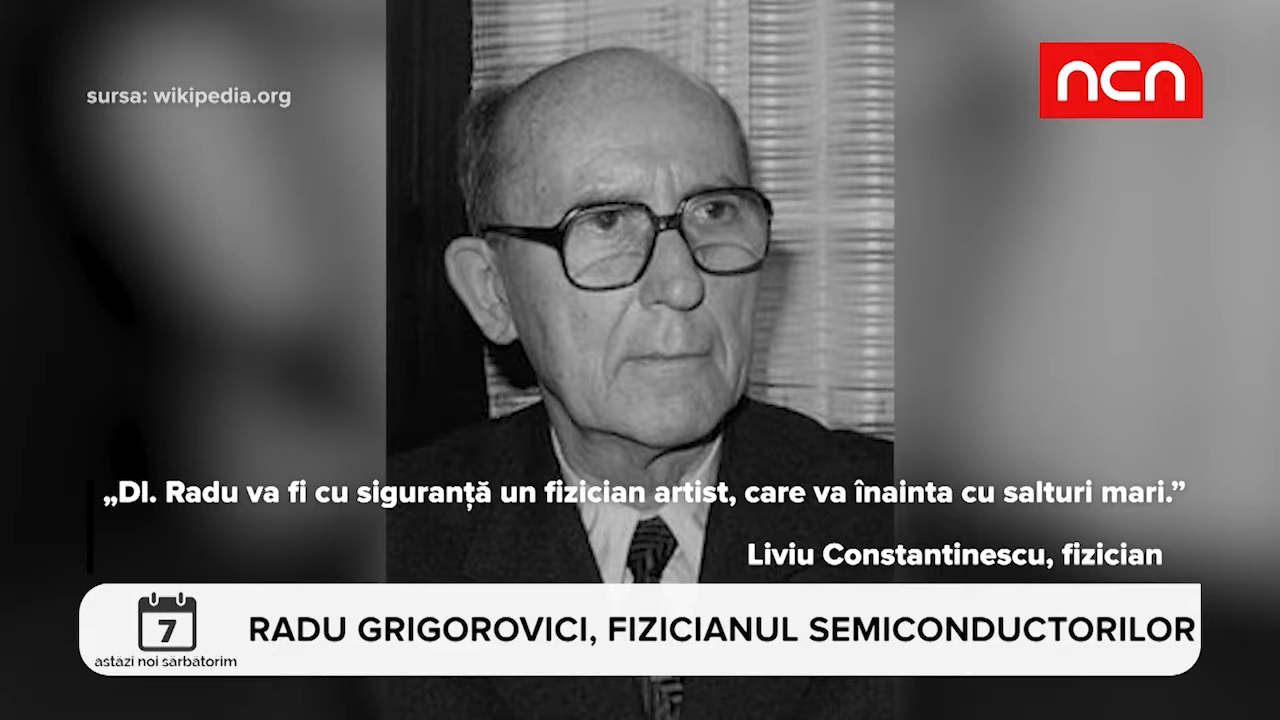 sursa: wikipedia.org
ncn
„Dl. Radu va fi cu siguranță un fizician artist, care va înainta cu salturi mari.”
Liviu Constantinescu, fizician
7
astăzi noi sărbătorim
RADU GRIGOROVICI, FIZICIANUL SEMICONDUCTORILOR